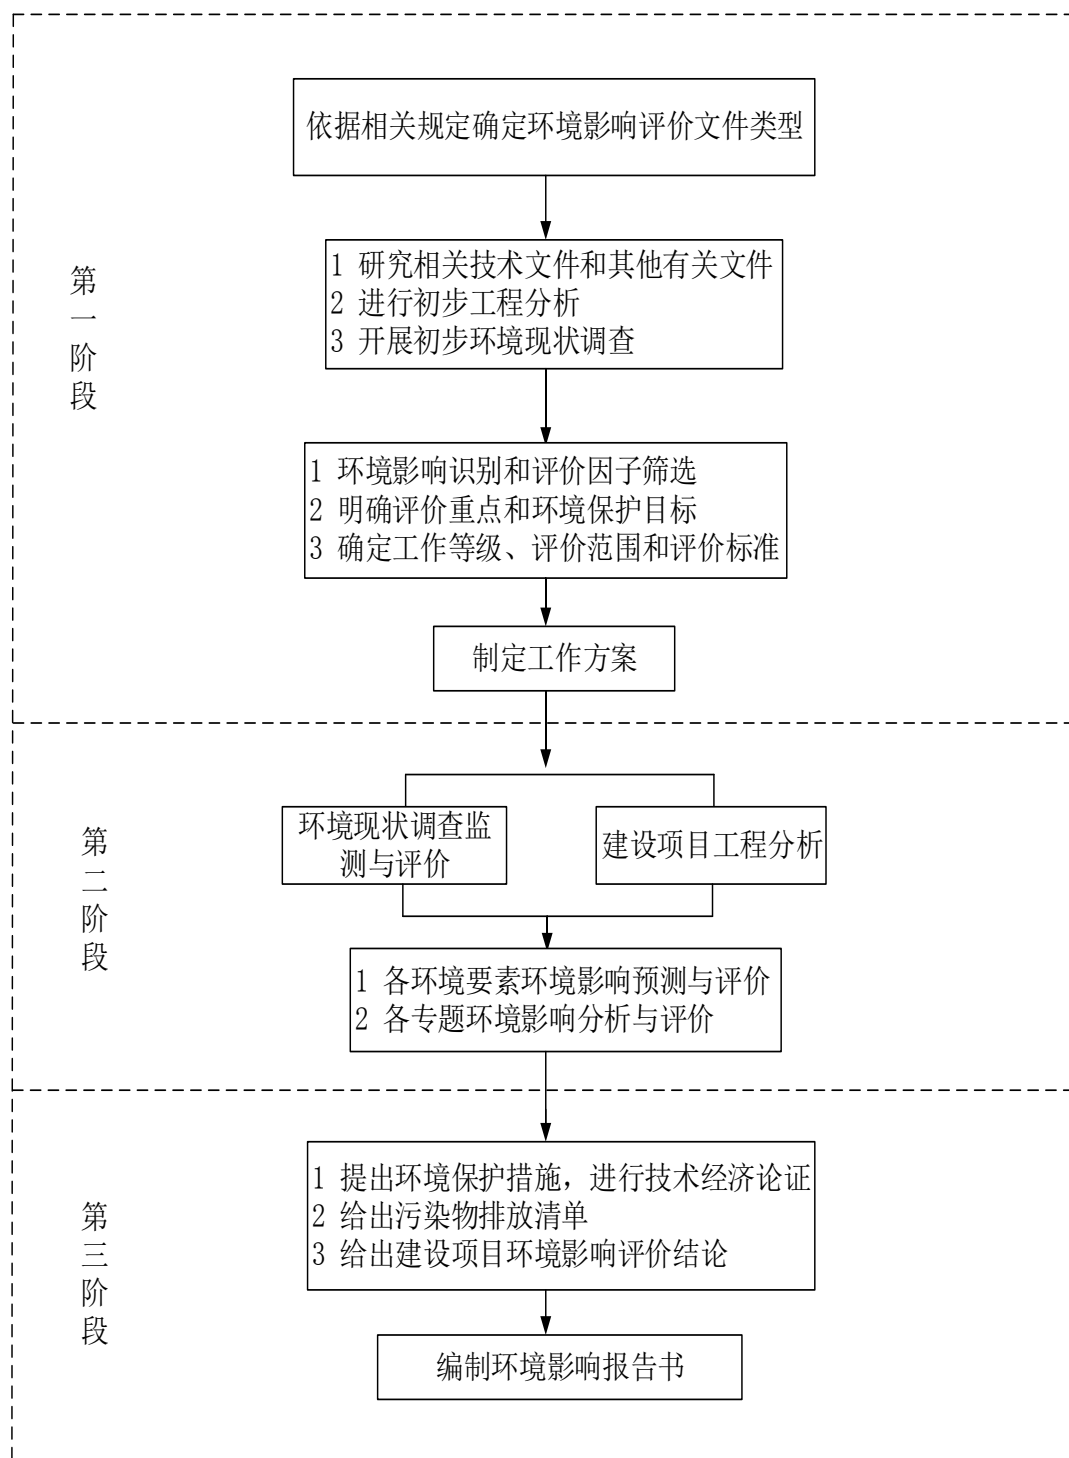 依据相关规定确定环境影响评价文件类型
第一阶段
1 研究相关技术文件和其他有关文件
2 进行初步工程分析
3 开展初步环境现状调查
1 环境影响识别和评价因子筛选
2 明确评价重点和环境保护目标
3 确定工作等级、评价范围和评价标准
制定工作方案
第二阶段
环境现状调查监
测与评价
建设项目工程分析
1 各环境要素环境影响预测与评价
2 各专题环境影响分析与评价
第三阶段
1 提出环境保护措施，进行技术经济论证
2 给出污染物排放清单
3 给出建设项目环境影响评价结论
编制环境影响报告书